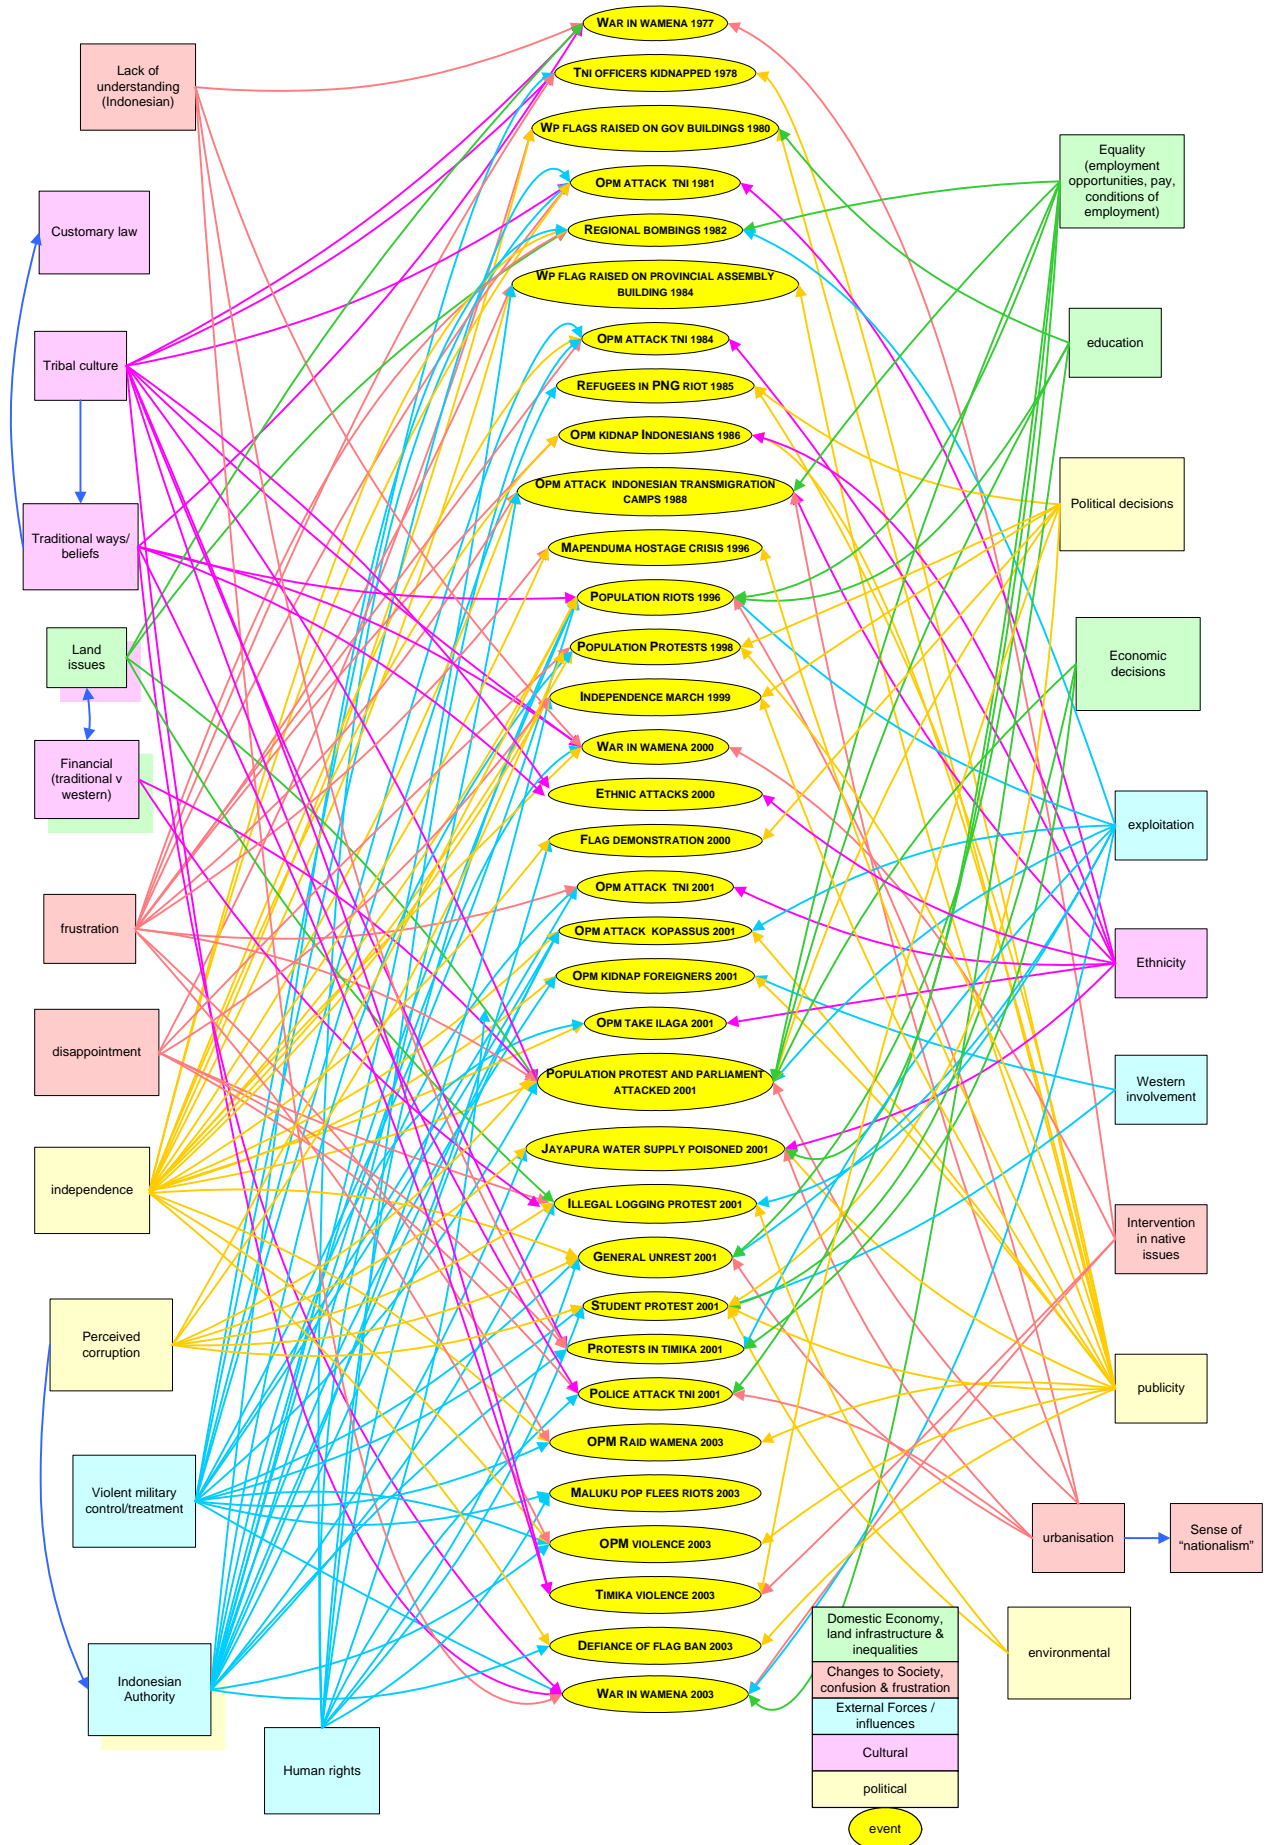 WAR IN WAMENA 1977
TNI OFFICERS KIDNAPPED 1978
WP FLAGS RAISED ON GOV BUILDINGS 1980
OPM ATTACK TNI 1981
REGIONAL BOMBINGS 1982
WP FLAG RAISED ON PROVINCIAL ASSEMBLY
BUILDING 1984
OPM ATTACK TNI 1984
REFUGEES IN PNG RIOT 1985
OPM KIDNAP INDONESIANS 1986
OPM ATTACK INDONESIAN TRANSMIGRATION
CAMPS 1988
MAPENDUMA HOSTAGE CRISIS 1996
POPULATION RIOTS 1996
POPULATION PROTESTS 1998
INDEPENDENCE MARCH 1999
WAR IN WAMENA 2000
ETHNIC ATTACKS 2000
FLAG DEMONSTRATION 2000
OPM ATTACK TNI 2001
OPM ATTACK KOPASSUS 2001
OPM KIDNAP FOREIGNERS 2001
OPM TAKE ILAGA 2001
POPULATION PROTEST AND PARLIAMENT
ATTACKED 2001
JAYAPURA WATER SUPPLY POISONED 2001
ILLEGAL LOGGING PROTEST 2001
GENERAL UNREST 2001
STUDENT PROTEST 2001
PROTESTS IN TIMIKA 2001
POLICE ATTACK TNI 2001
OPM RAID WAMENA 2003
MALUKU POP FLEES RIOTS 2003
OPM VIOLENCE 2003
TIMIKA VIOLENCE 2003
DEFIANCE OF FLAG BAN 2003
WAR IN WAMENA 2003
Lack of
understanding
(Indonesian)
Customary law
Tribal culture
Traditional ways/
beliefs
Land
issues
Financial
(traditional v
western)
frustration
disappointment
independence
Perceived
corruption
Violent military
control/treatment
Indonesian
Authority
Human rights
Equality
(employment
opportunities, pay,
conditions of
employment)
education
Political decisions
Economic
decisions
exploitation
Ethnicity
Western
involvement
Intervention
in native
issues
publicity
urbanisation
Sense of
“nationalism”
environmental
Domestic Economy,
land infrastructure &
inequalities
Changes to Society,
confusion & frustration
External Forces /
influences
Cultural
political
event